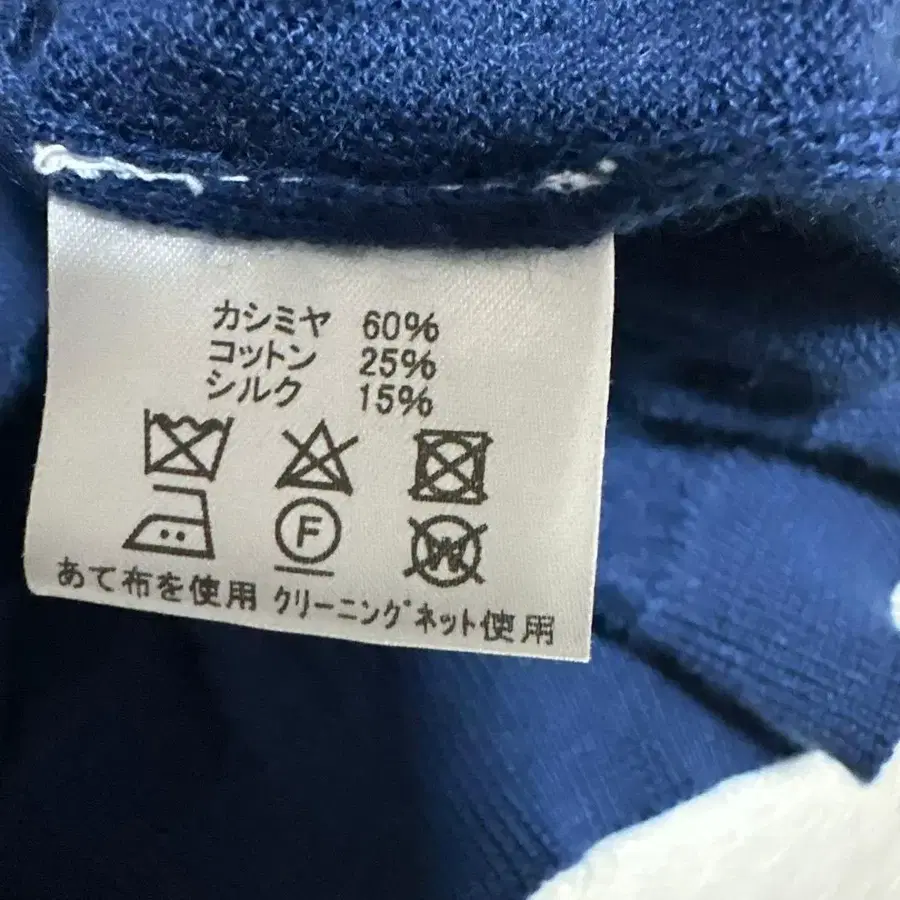 カシミヤ 60%
コットン 25%
シルク 15%
F
W
あて布を使用 クリーニングネット使用